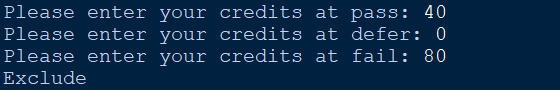 Please enter your credits at pass: 40
Please enter your credits at defer: 0
Please enter your credits at fail: 80
Exclude